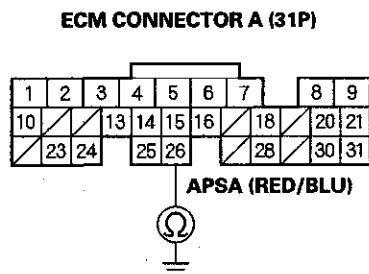 ECM CONNECTOR A (31P)
1 2 3 4 5 6 7 8 9
10 13 14 15 16 18 20 21
23 24 25 26 28 30 31
APSA (RED/BLU)
Ω